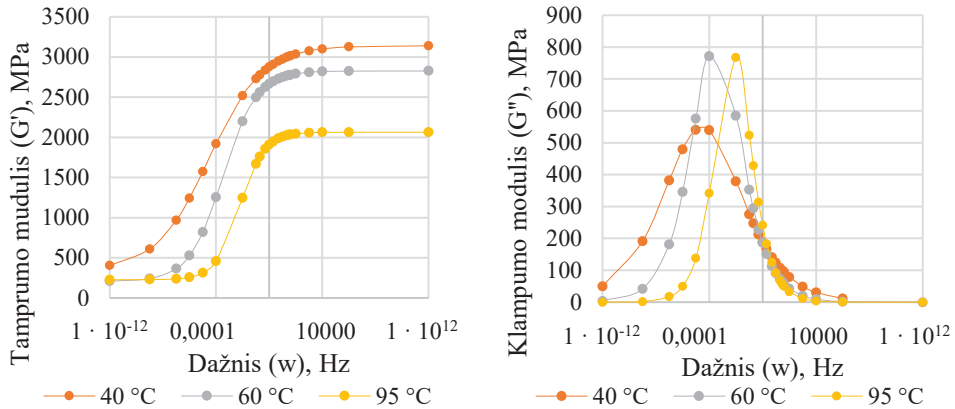 Tamprumo mudulis (G'), MPa
3500
3000
2500
2000
1500
1000
500
0
1 · 10-12
0,0001
10000
1 · 1012
Dažnis (w), Hz
40 °C
60 °C
95 °C
Klampumo modulis (G"), MPa
900
800
700
600
500
400
300
200
100
0
1 · 10-12
0,0001
10000
1 · 1012
Dažnis (w), Hz
40 °C
60 °C
95 °C